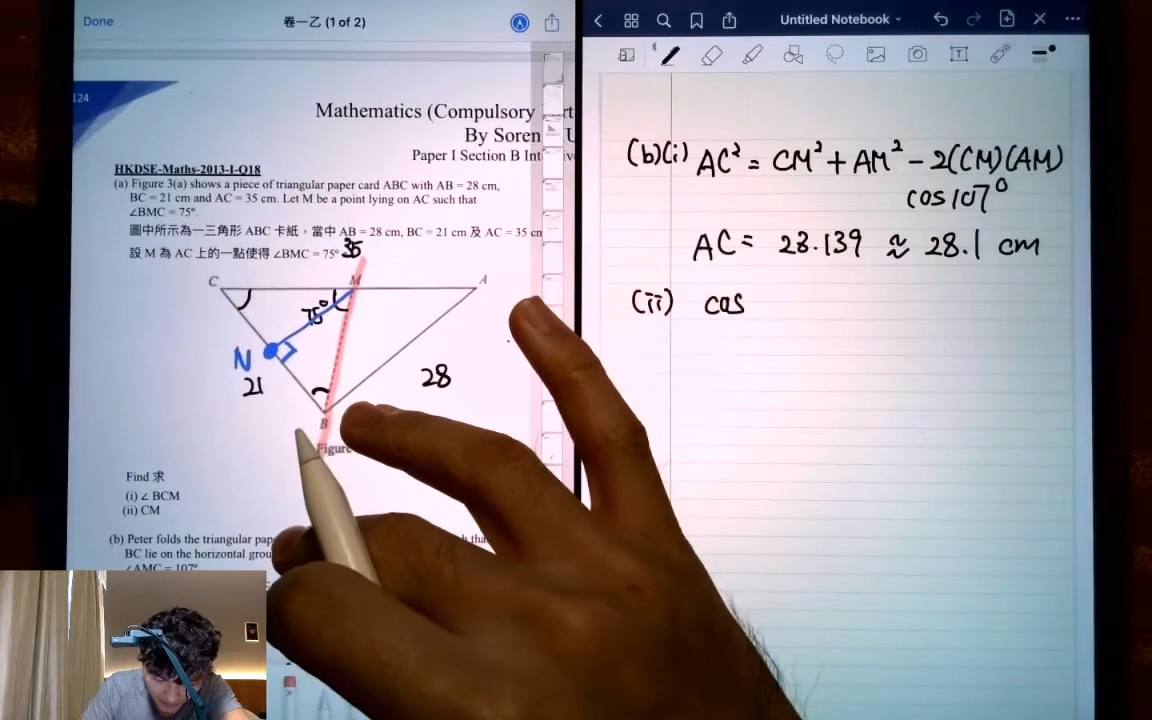 Done
卷一乙 (1 of 2)
Untitled Notebook
124
Mathematics (Compulsory
By Soren
Paper I Section B
HKDSE-Maths-2013-I-Q18
(a) Figure 3(a) shows a piece of triangular paper card ABC with AB = 28 cm,
BC = 21 cm and AC = 35 cm. Let M be a point lying on AC such that
∠BMC = 75°.
圖中所示為一三角形 ABC 卡紙，當中 AB = 28 cm, BC = 21 cm 及 AC = 35 cm
設 M 為 AC 上的一點使得 ∠BMC = 75°
35
C
M
A
75°
N
21
28
B
Figure
Find 求
(i) ∠ BCM
(ii) CM
(b) Peter folds the triangular
BC lie on the horizontal
∠AMC = 107°
(b)(i) AC² = CM² + AM² - 2(CM)(AM)
cos107°
AC = 28.139 ≈ 28.1 cm
(ii) cos